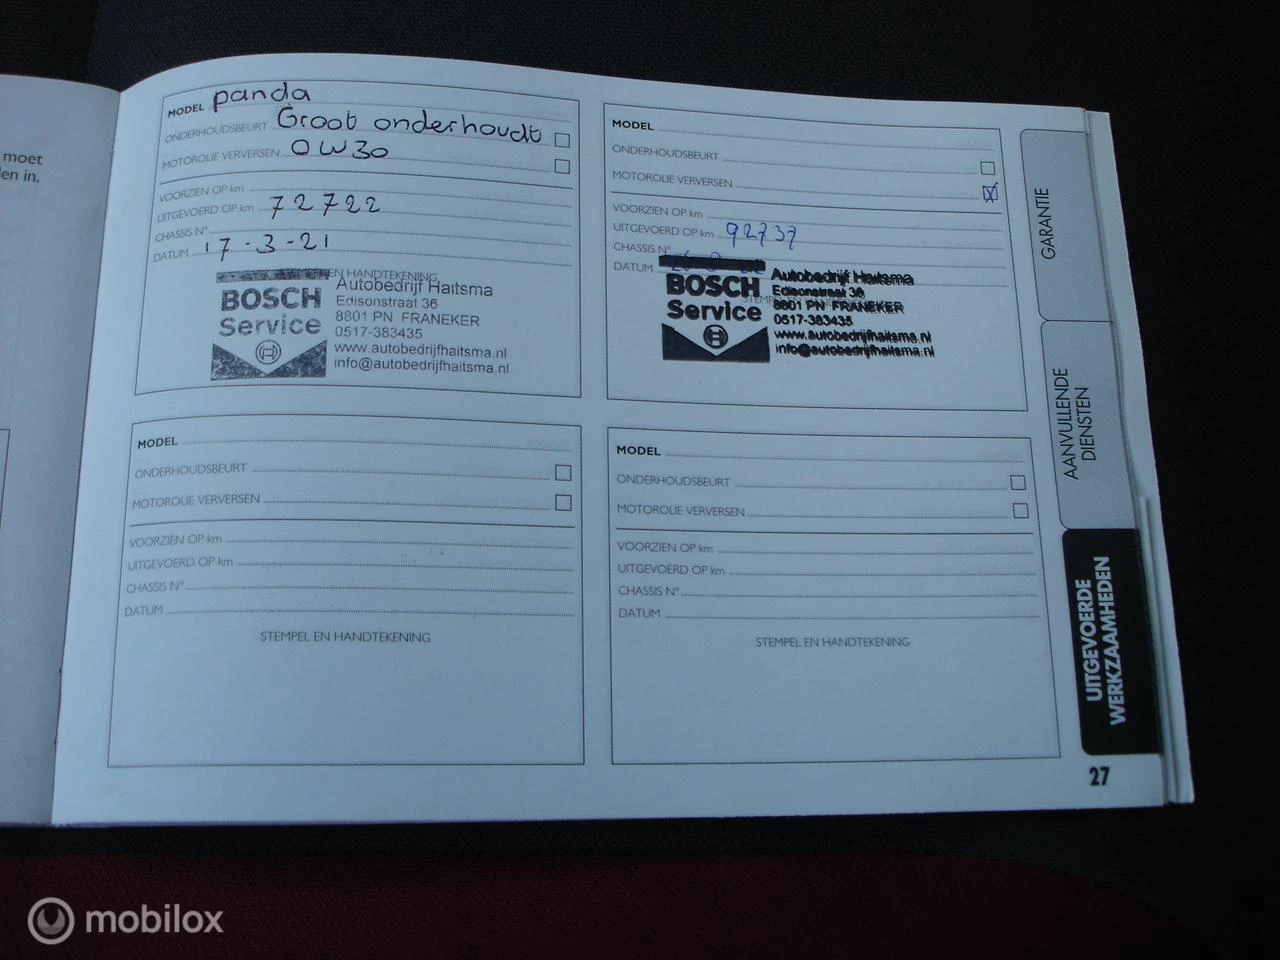 moet
en in.
MODEL panda
ONDERHOUDSBEURT Groot onderhoudt
MOTOROLIE VERVERSEN 0W30
VOORZIEN OP km
UITGEVOERD OP km 72722
CHASSIS N°
DATUM 17-3-21
EN HANDTEKENING
BOSCH
Service
Autobedrijf Haitsma
Edisonstraat 36
8801 PN FRANEKER
0517-383435
www.autobedrijfhaitsma.nl
info@autobedrijfhaitsma.nl
MODEL
ONDERHOUDSBEURT
MOTOROLIE VERVERSEN
VOORZIEN OP km
UITGEVOERD OP km 92737
CHASSIS N°
DATUM
BOSCH
Service
Autobedrijf Haitsma
Edisonstraat 36
8801 PN FRANEKER
0517-383435
www.autobedrijfhaitsma.nl
info@autobedrijfhaitsma.nl
MODEL
ONDERHOUDSBEURT
MOTOROLIE VERVERSEN
VOORZIEN OP km
UITGEVOERD OP km
CHASSIS N°
DATUM
STEMPEL EN HANDTEKENING
MODEL
ONDERHOUDSBEURT
MOTOROLIE VERVERSEN
VOORZIEN OP km
UITGEVOERD OP km
CHASSIS N°
DATUM
STEMPEL EN HANDTEKENING
GARANTIE
AANVULLENDE
DIENSTEN
UITGEVOERDE
WERKZAAMHEDEN
27
mobilox